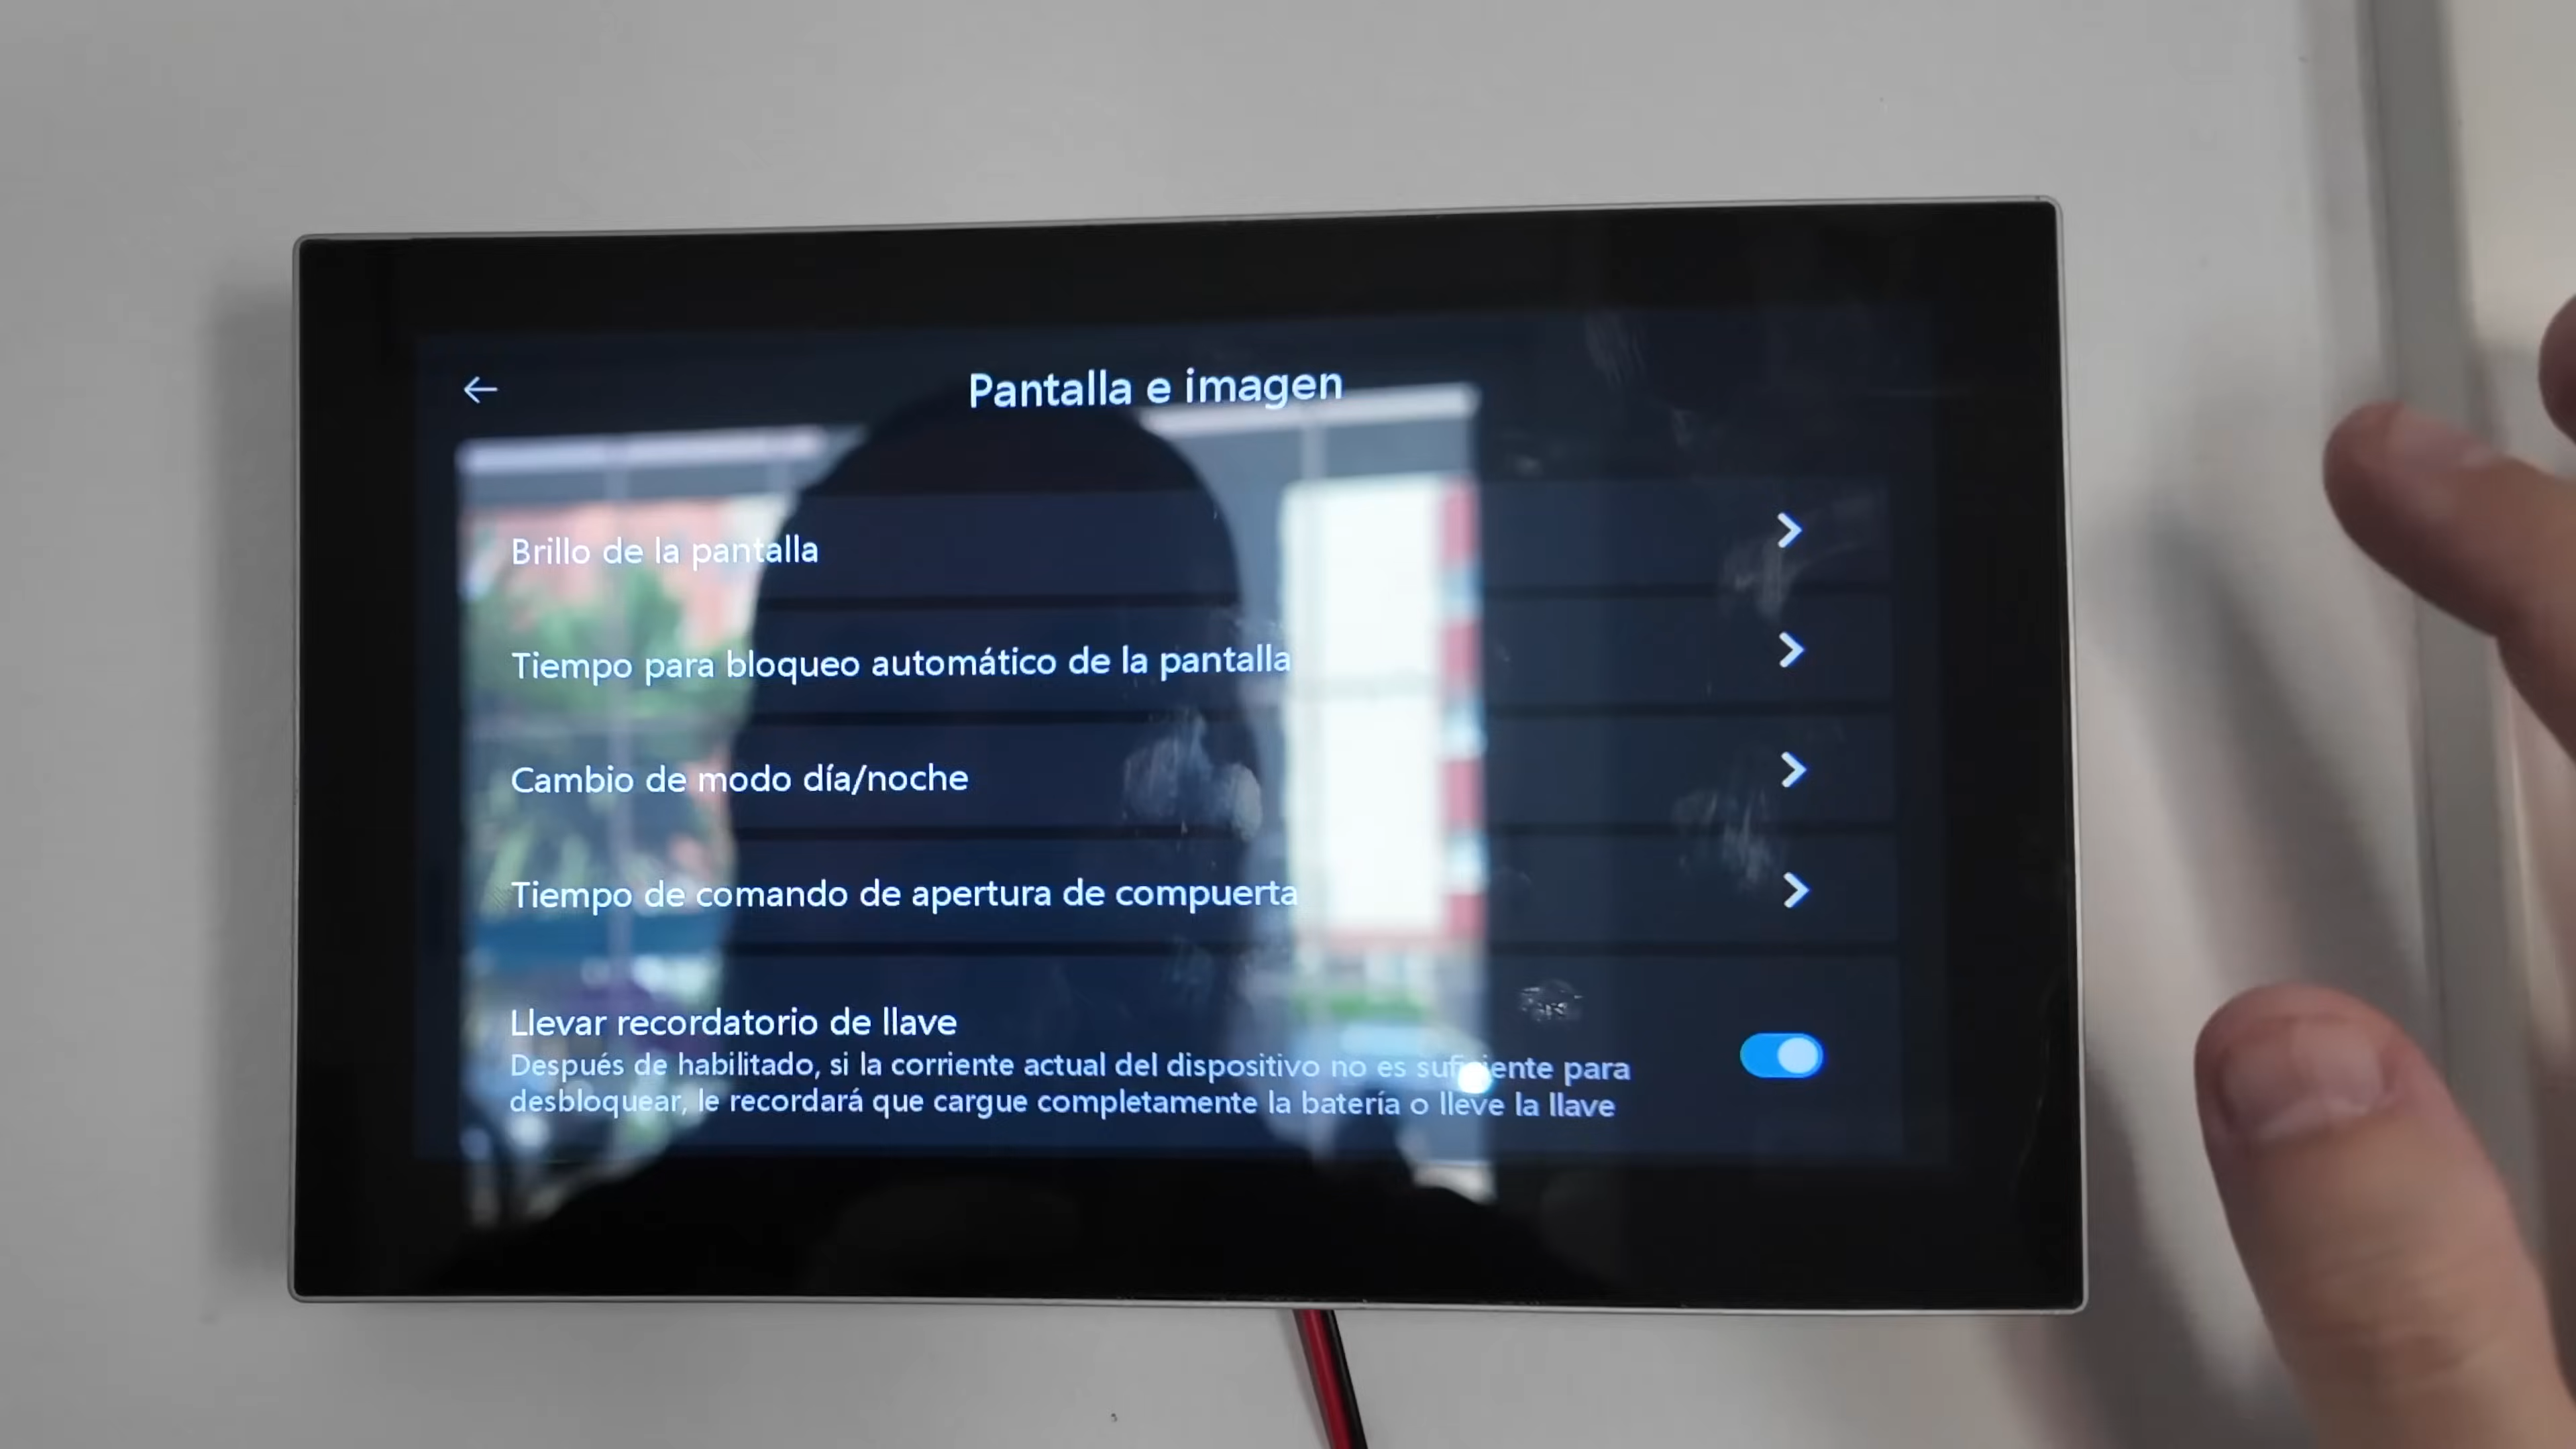 Pantalla e imagen
Brillo de la pantalla
Tiempo para bloqueo automático de la pantalla
Cambio de modo día/noche
Tiempo de comando de apertura de compuerta
Llevar recordatorio de llave
Después de habilitado, si la corriente actual del dispositivo no es suficiente para
desbloquear, le recordará que cargue completamente la batería o lleve la llave